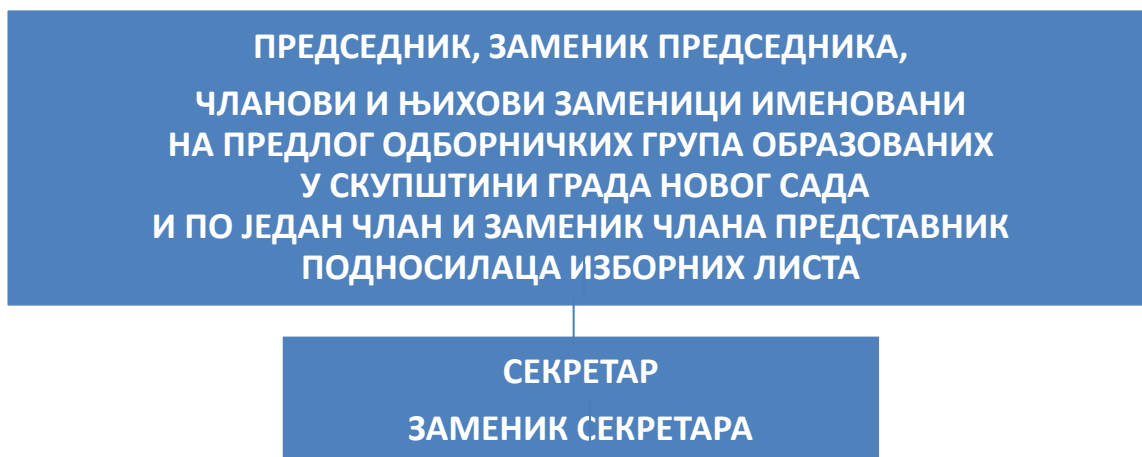 ПРЕДСЕДНИК, ЗАМЕНИК ПРЕДСЕДНИКА,
ЧЛАНОВИ И ЊИХОВИ ЗАМЕНИЦИ ИМЕНОВАНИ
НА ПРЕДЛОГ ОДБОРНИЧКИХ ГРУПА ОБРАЗОВАНИХ
У СКУПШТИНИ ГРАДА НОВОГ САДА
И ПО ЈЕДАН ЧЛАН И ЗАМЕНИК ЧЛАНА ПРЕДСТАВНИК
ПОДНОСИЛАЦА ИЗБОРНИХ ЛИСТА
СЕКРЕТАР
ЗАМЕНИК СЕКРЕТАРА